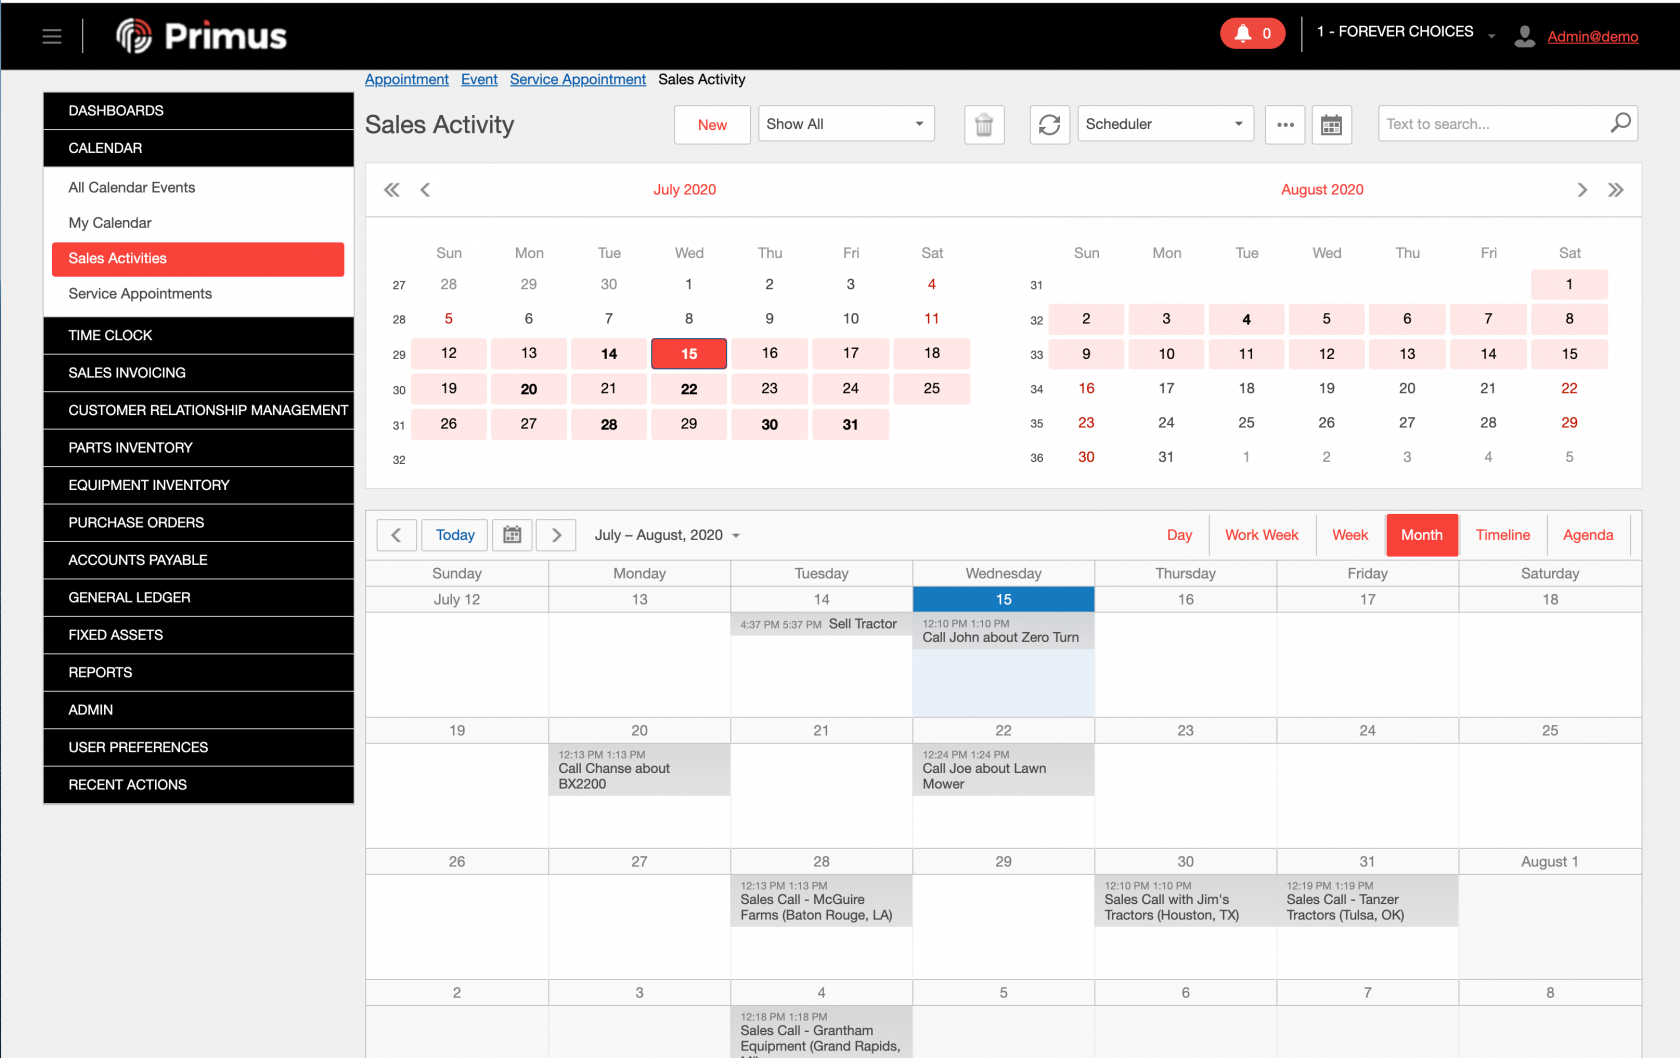 Primus
0
1 - FOREVER CHOICES
Admin@demo
Appointment Event Service Appointment Sales Activity
DASHBOARDS
CALENDAR
All Calendar Events
My Calendar
Sales Activities
Service Appointments
TIME CLOCK
SALES INVOICING
CUSTOMER RELATIONSHIP MANAGEMENT
PARTS INVENTORY
EQUIPMENT INVENTORY
PURCHASE ORDERS
ACCOUNTS PAYABLE
GENERAL LEDGER
FIXED ASSETS
REPORTS
ADMIN
USER PREFERENCES
RECENT ACTIONS
Sales Activity
New
Show All
Scheduler
Text to search...
July 2020
Sun Mon Tue Wed Thu Fri Sat
27 28 29 30 1 2 3 4
28 5 6 7 8 9 10 11
29 12 13 14 15 16 17 18
30 19 20 21 22 23 24 25
31 26 27 28 29 30 31
32
August 2020
Sun Mon Tue Wed Thu Fri Sat
31 1
32 2 3 4 5 6 7 8
33 9 10 11 12 13 14 15
34 16 17 18 19 20 21 22
35 23 24 25 26 27 28 29
36 30 31 1 2 3 4 5
Today
July – August, 2020
Day Work Week Week Month Timeline Agenda
Sunday Monday Tuesday Wednesday Thursday Friday Saturday
July 12 13 14 15 16 17 18
4:37 PM 5:37 PM Sell Tractor
12:10 PM 1:10 PM
Call John about Zero Turn
19 20 21 22 23 24 25
12:13 PM 1:13 PM
Call Chanse about
BX2200
12:24 PM 1:24 PM
Call Joe about Lawn
Mower
26 27 28 29 30 31 August 1
12:13 PM 1:13 PM
Sales Call - McGuire
Farms (Baton Rouge, LA)
12:10 PM 1:10 PM
Sales Call with Jim's
Tractors (Houston, TX)
12:19 PM 1:19 PM
Sales Call - Tanzer
Tractors (Tulsa, OK)
2 3 4 5 6 7 8
12:18 PM 1:18 PM
Sales Call - Grantham
Equipment (Grand Rapids,